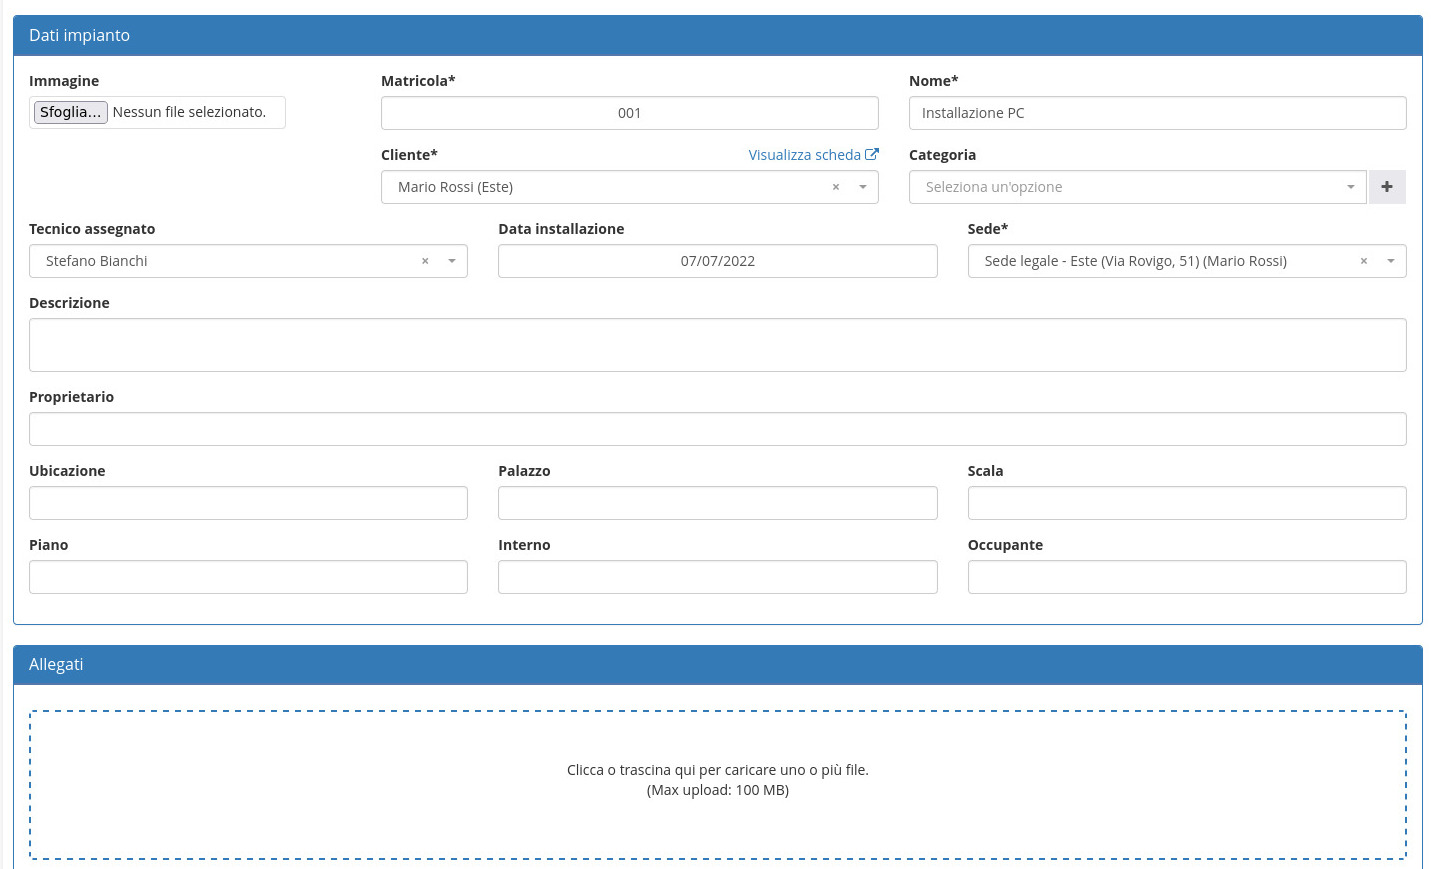 Dati impianto
Immagine
Sfoglia... Nessun file selezionato.
Matricola*
001
Nome*
Installazione PC
Cliente* Visualizza scheda
Mario Rossi (Este) ×
Categoria
Seleziona un'opzione +
Tecnico assegnato
Stefano Bianchi ×
Data installazione
07/07/2022
Sede*
Sede legale - Este (Via Rovigo, 51) (Mario Rossi) ×
Descrizione
Proprietario
Ubicazione
Palazzo
Scala
Piano
Interno
Occupante
Allegati
Clicca o trascina qui per caricare uno o più file.
(Max upload: 100 MB)